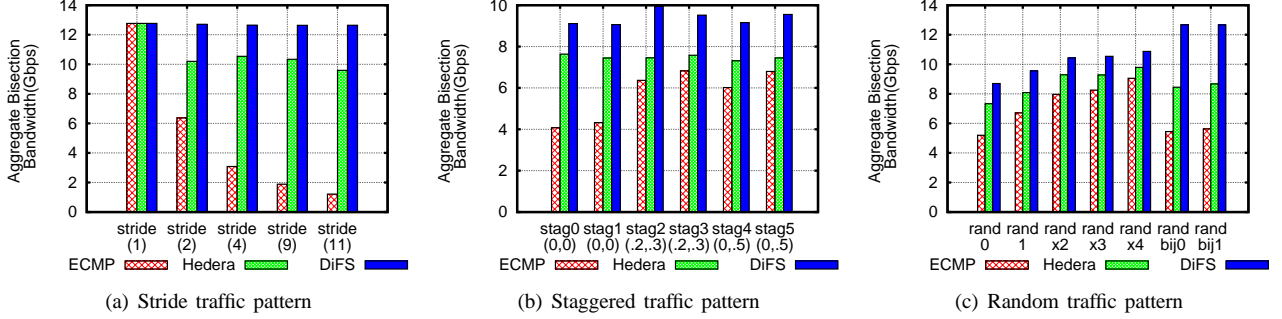 Aggregate Bisection
Bandwidth(Gbps)
14
12
10
8
6
4
2
0
stride stride stride stride stride
(1) (2) (4) (9) (11)
ECMP Hedera DiFS
(a) Stride traffic pattern
Aggregate Bisection
Bandwidth(Gbps)
10
8
6
4
2
0
stag0 stag1 stag2 stag3 stag4 stag5
(0,0) (0,0) (.2,.3) (.2,.3) (0,.5) (0,.5)
ECMP Hedera DiFS
(b) Staggered traffic pattern
Aggregate Bisection
Bandwidth(Gbps)
14
12
10
8
6
4
2
0
rand rand rand rand rand rand rand
0 1 x2 x3 x4 bij0 bij1
ECMP Hedera DiFS
(c) Random traffic pattern